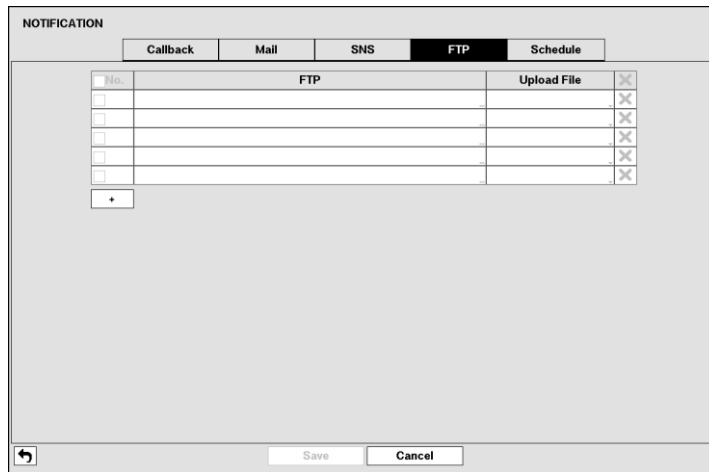 NOTIFICATION
Callback Mail SNS FTP Schedule
No. FTP Upload File
+
Save Cancel